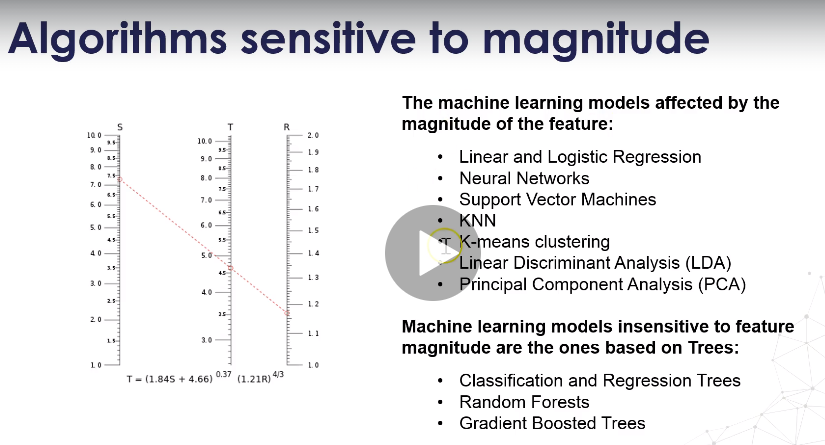 Algorithms sensitive to magnitude
S
T
R
10.0
9.5
9.0
8.5
8.0
7.5
7.0
6.5
6.0
5.5
5.0
4.5
4.0
3.5
3.0
2.5
2.0
1.5
1.0
10.0
9.5
9.0
8.5
8.0
7.5
7.0
6.5
6.0
5.5
5.0
4.5
4.0
3.5
3.0
2.0
1.9
1.8
1.7
1.6
1.5
1.4
1.3
1.2
1.1
1.0
T = (1.84S + 4.66)^0.37 (1.21R)^4/3
The machine learning models affected by the
magnitude of the feature:
• Linear and Logistic Regression
• Neural Networks
• Support Vector Machines
• KNN
• K-means clustering
• Linear Discriminant Analysis (LDA)
• Principal Component Analysis (PCA)
Machine learning models insensitive to feature
magnitude are the ones based on Trees:
• Classification and Regression Trees
• Random Forests
• Gradient Boosted Trees